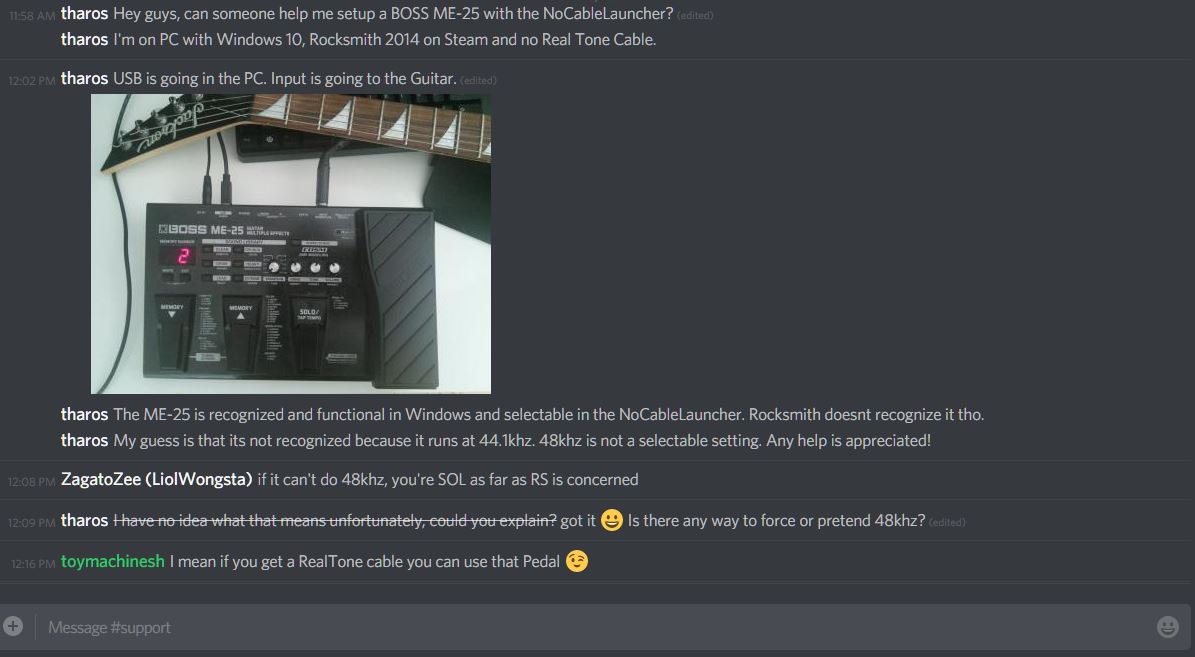 11:58 AM tharos Hey guys, can someone help me setup a BOSS ME-25 with the NoCableLauncher? (edited)
tharos I'm on PC with Windows 10, Rocksmith 2014 on Steam and no Real Tone Cable.
12:02 PM tharos USB is going in the PC. Input is going to the Guitar. (edited)
Jackson
BOSS ME-25 GUITAR MULTIPLE EFFECTS
MEMORY NUMBER
SOUND LIBRARY
2
MEMORY
MEMORY
SOLO/
TAP TEMPO
tharos The ME-25 is recognized and functional in Windows and selectable in the NoCableLauncher. Rocksmith doesnt recognize it tho.
tharos My guess is that its not recognized because it runs at 44.1khz. 48khz is not a selectable setting. Any help is appreciated!
12:08 PM ZagatoZee (LiolWongsta) if it can't do 48khz, you're SOL as far as RS is concerned
12:09 PM tharos I have no idea what that means unfortunately, could you explain? got it 😀 Is there any way to force or pretend 48khz? (edited)
12:16 PM toymachinesh I mean if you get a RealTone cable you can use that Pedal 😉
Message #support